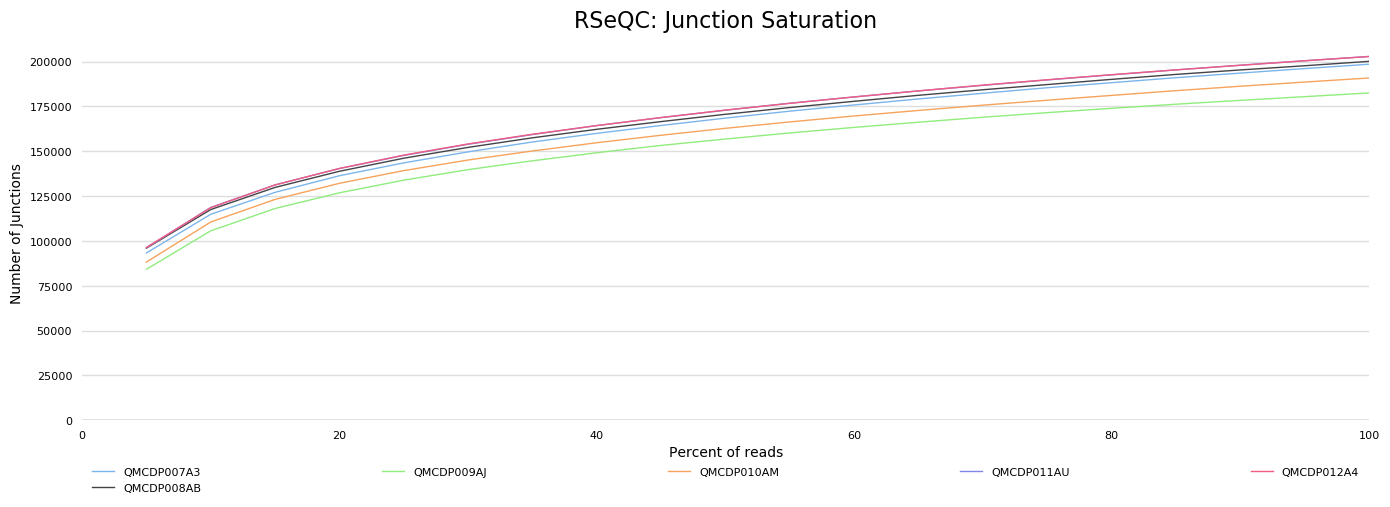 RSeQC: Junction Saturation
Number of Junctions
200000
175000
150000
125000
100000
75000
50000
25000
0
0 20 40 60 80 100
Percent of reads
QMCDP007A3 QMCDP009AJ QMCDP010AM QMCDP011AU QMCDP012A4
QMCDP008AB